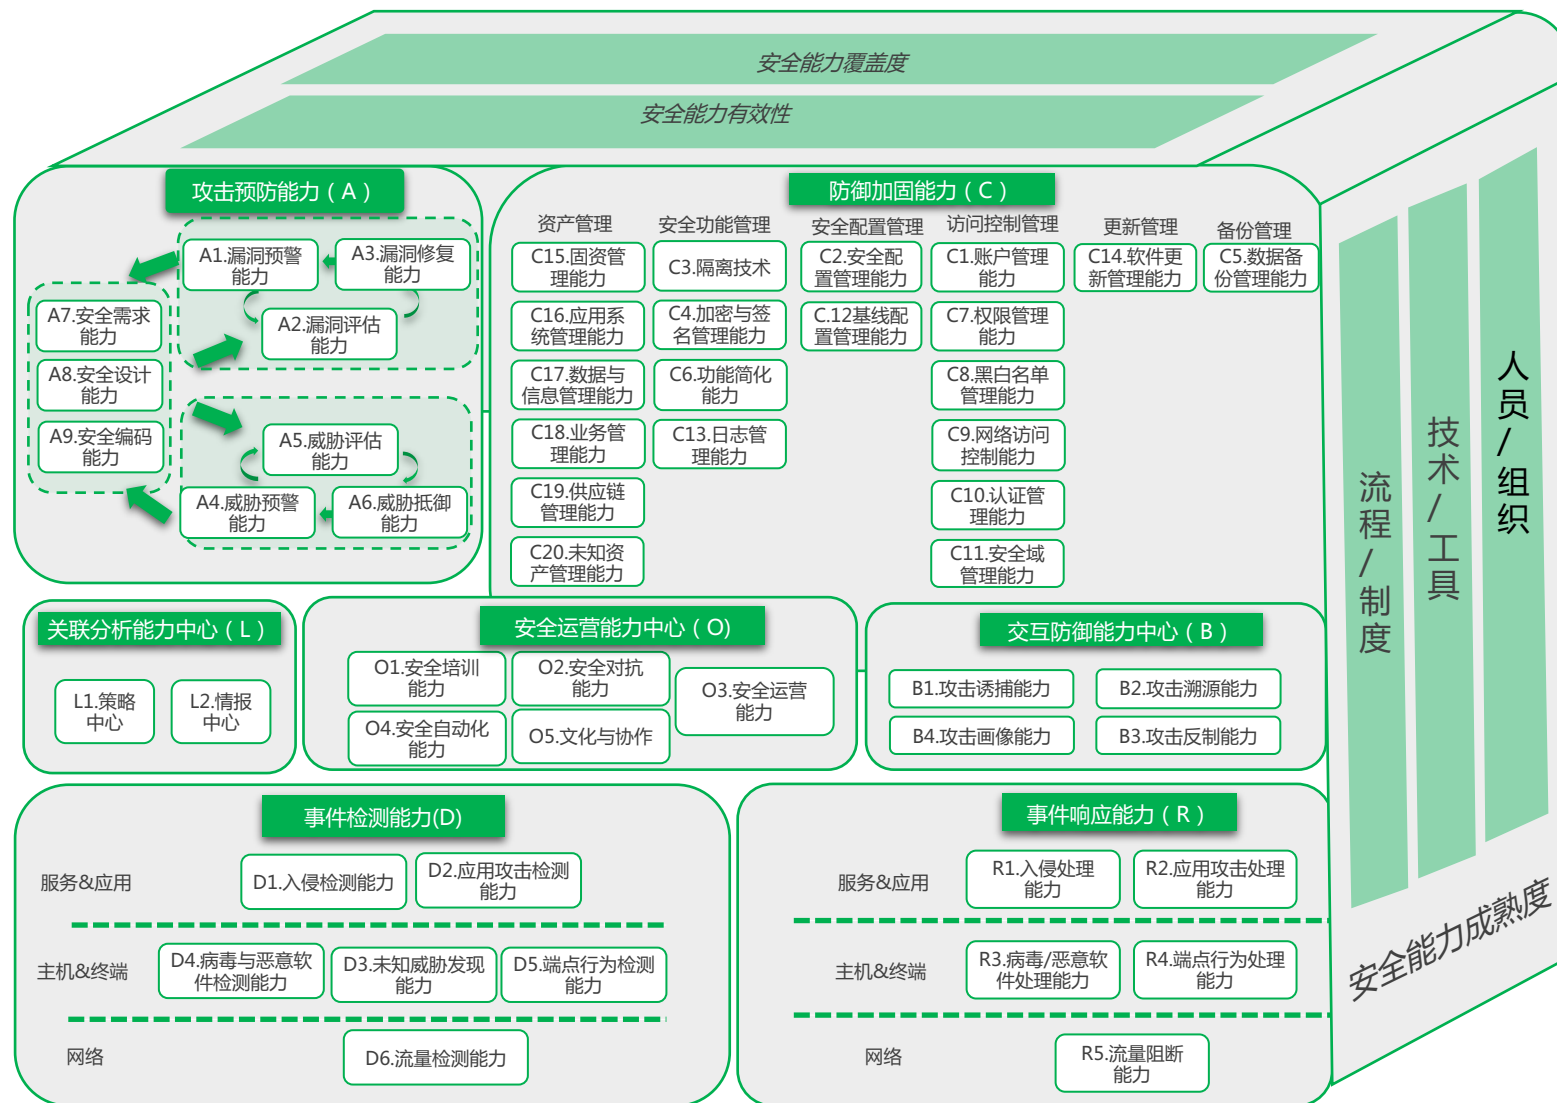 安全能力覆盖度
安全能力有效性
攻击预防能力（A）
A1.漏洞预警
能力
A3.漏洞修复
能力
A2.漏洞评估
能力
A7.安全需求
能力
A8.安全设计
能力
A9.安全编码
能力
A5.威胁评估
能力
A4.威胁预警
能力
A6.威胁抵御
能力
防御加固能力（C）
资产管理
安全功能管理
安全配置管理
访问控制管理
更新管理
备份管理
C15.固资管
理能力
C16.应用系
统管理能力
C17.数据与
信息管理能力
C18.业务管
理能力
C19.供应链
管理能力
C20.未知资
产管理能力
C3.隔离技术
C4.加密与签
名管理能力
C6.功能简化
能力
C13.日志管
理能力
C2.安全配
置管理能力
C.12基线配
置管理能力
C1.账户管理
能力
C7.权限管理
能力
C8.黑白名单
管理能力
C9.网络访问
控制能力
C10.认证管
理能力
C11.安全域
管理能力
C14.软件更
新管理能力
C5.数据备
份管理能力
关联分析能力中心（L）
L1.策略
中心
L2.情报
中心
安全运营能力中心（O)
O1.安全培训
能力
O2.安全对抗
能力
O3.安全运营
能力
O4.安全自动化
能力
O5.文化与协作
交互防御能力中心（B）
B1.攻击诱捕能力
B2.攻击溯源能力
B4.攻击画像能力
B3.攻击反制能力
事件检测能力(D)
服务&应用
D1.入侵检测能力
D2.应用攻击检测
能力
主机&终端
D4.病毒与恶意软
件检测能力
D3.未知威胁发现
能力
D5.端点行为检测
能力
网络
D6.流量检测能力
事件响应能力（R）
服务&应用
R1.入侵处理
能力
R2.应用攻击处理
能力
主机&终端
R3.病毒/恶意软
件处理能力
R4.端点行为处理
能力
网络
R5.流量阻断
能力
流程/制度
技术/工具
人员/组织
安全能力成熟度